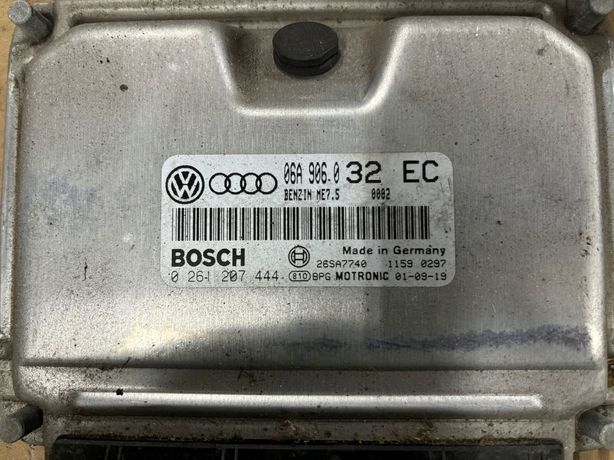 06A 906.0 32 EC
BENZIN ME7.5 0002
BOSCH Made in Germany
26SA7740 1159 0297
0 261 207 444 810 BPG MOTRONIC 01-09-19